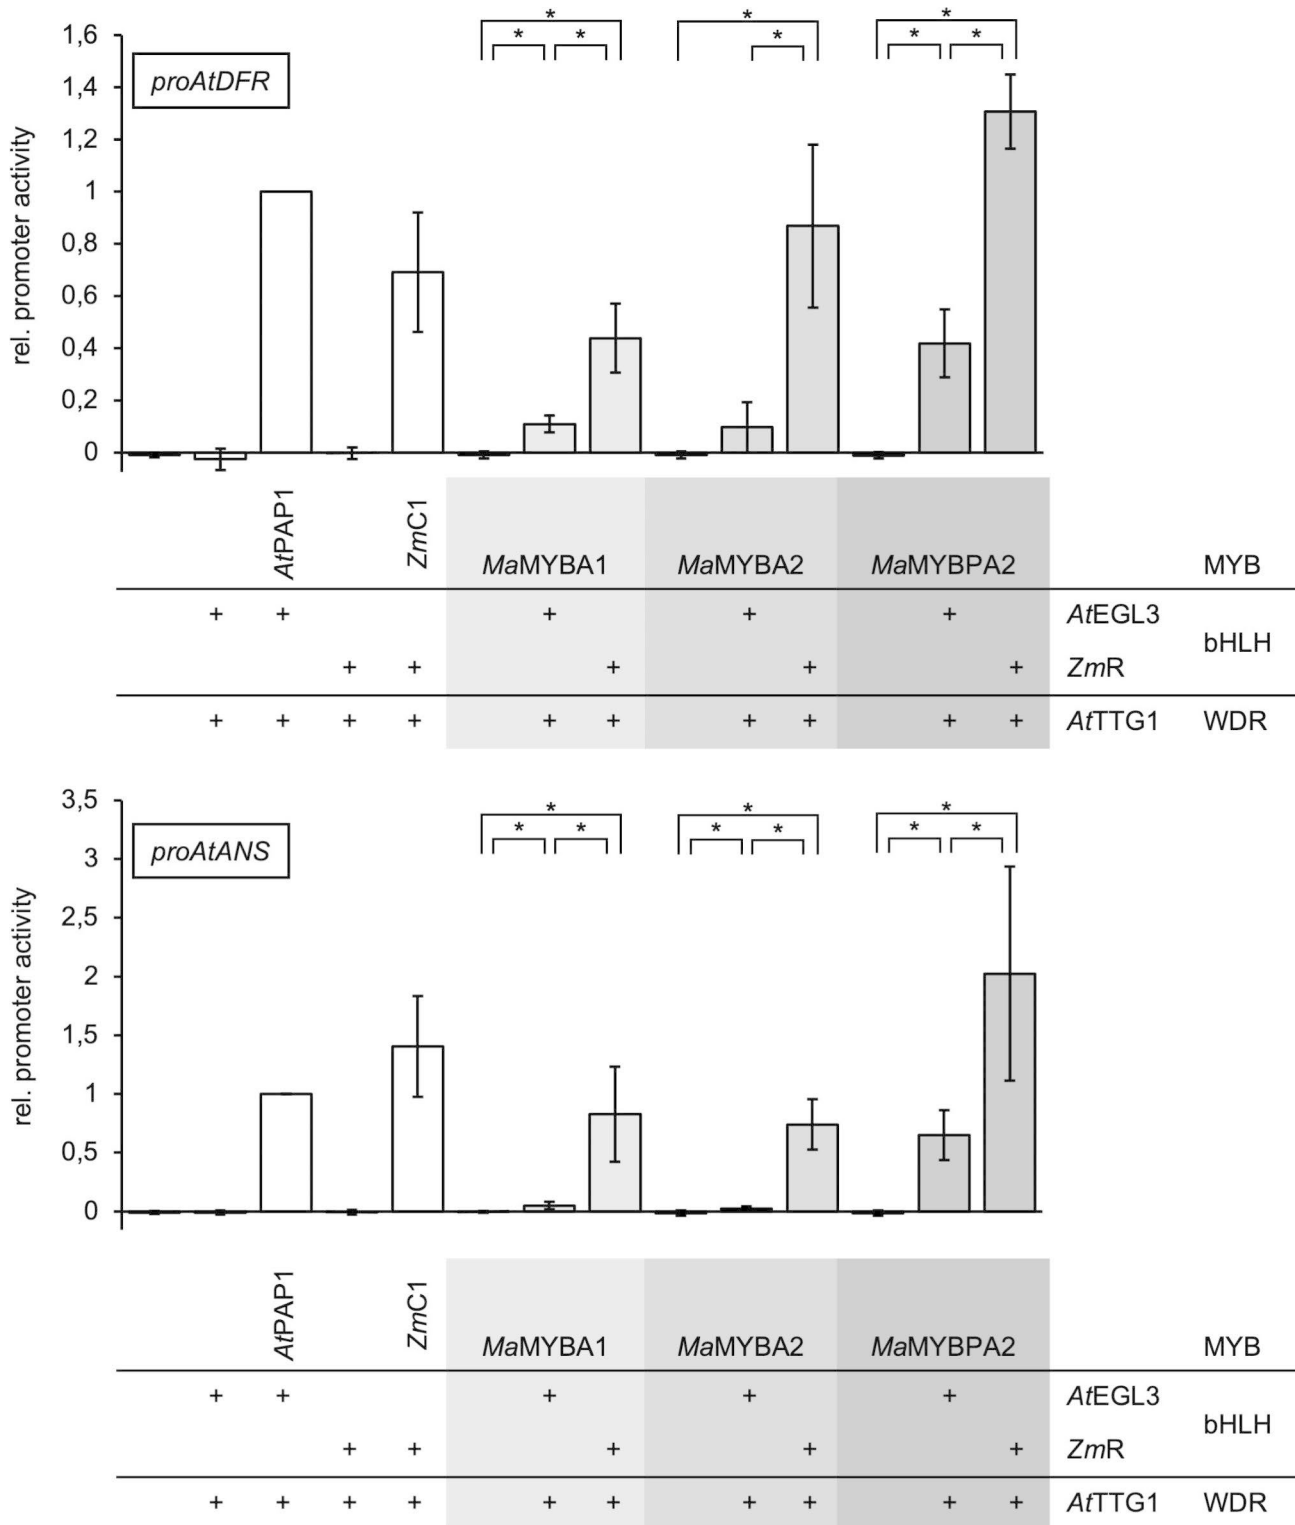 * * *
* * * * *
1,6
proAtDFR
1,4
1,2
1
0,8
0,6
0,4
0,2
0
rel. promoter activity
AtPAP1 ZmC1 MaMYBA1 MaMYBA2 MaMYBPA2 MYB
+ + + + + AtEGL3
bHLH
+ + + + + ZmR
+ + + + + + + + + + AtTTG1 WDR
3,5
* * *
* * * * * *
proAtANS
3
2,5
2
1,5
1
0,5
0
rel. promoter activity
AtPAP1 ZmC1 MaMYBA1 MaMYBA2 MaMYBPA2 MYB
+ + + + + AtEGL3
bHLH
+ + + + + ZmR
+ + + + + + + + + + AtTTG1 WDR